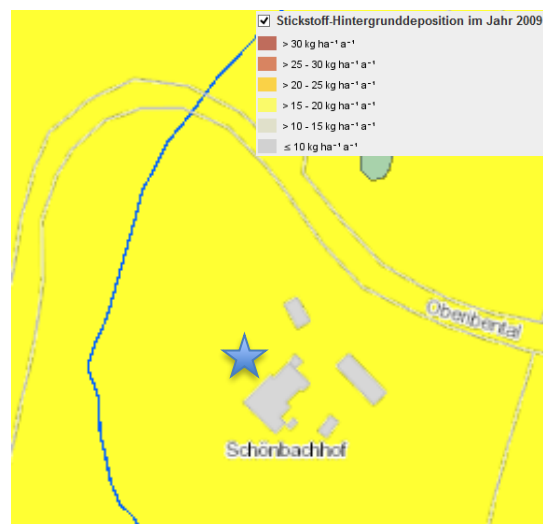 Stickstoff-Hintergrunddeposition im Jahr 2009
> 30 kg ha⁻¹ a⁻¹
> 25 - 30 kg ha⁻¹ a⁻¹
> 20 - 25 kg ha⁻¹ a⁻¹
> 15 - 20 kg ha⁻¹ a⁻¹
> 10 - 15 kg ha⁻¹ a⁻¹
≤ 10 kg ha⁻¹ a⁻¹
Oberibental
Schönbachhof